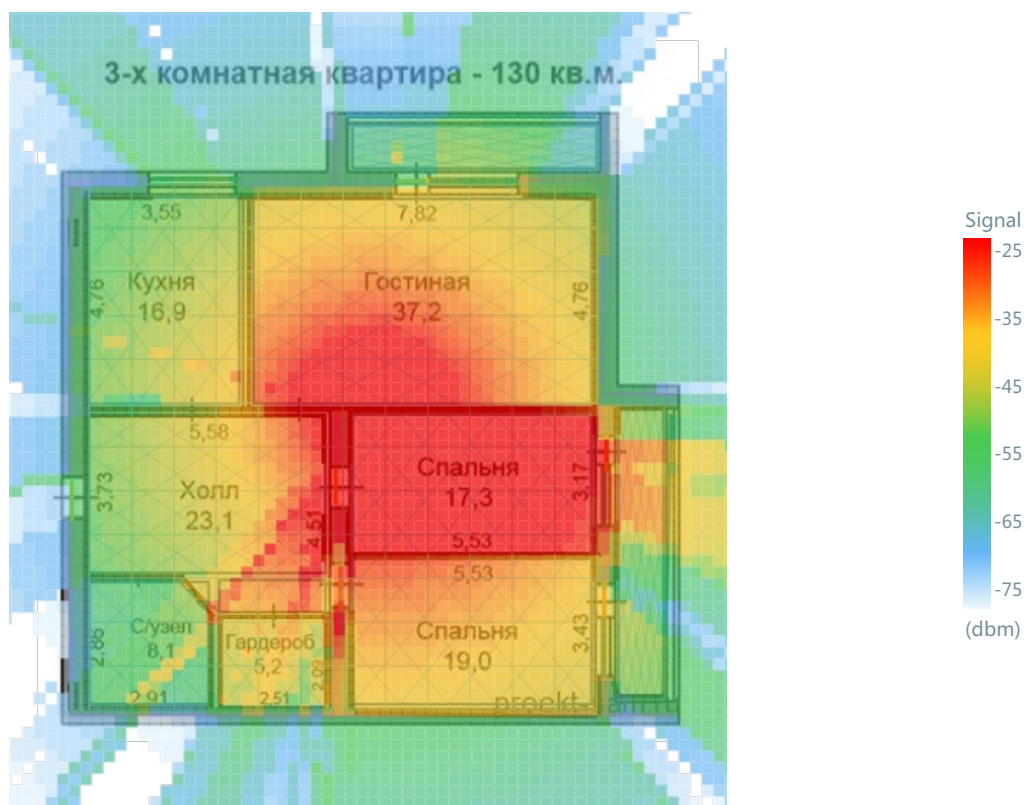 3-х комнатная квартира - 130 кв.м.
3,55
7,82
Кухня
16,9
4,76
Гостиная
37,2
4,76
5,58
Холл
23,1
3,73
4,51
Спальня
17,3
3,17
5,53
5,53
Спальня
19,0
3,43
С/узел
8,1
2,86
2,91
Гардероб
5,2
2,09
2,51
Signal
-25
-35
-45
-55
-65
-75
(dbm)